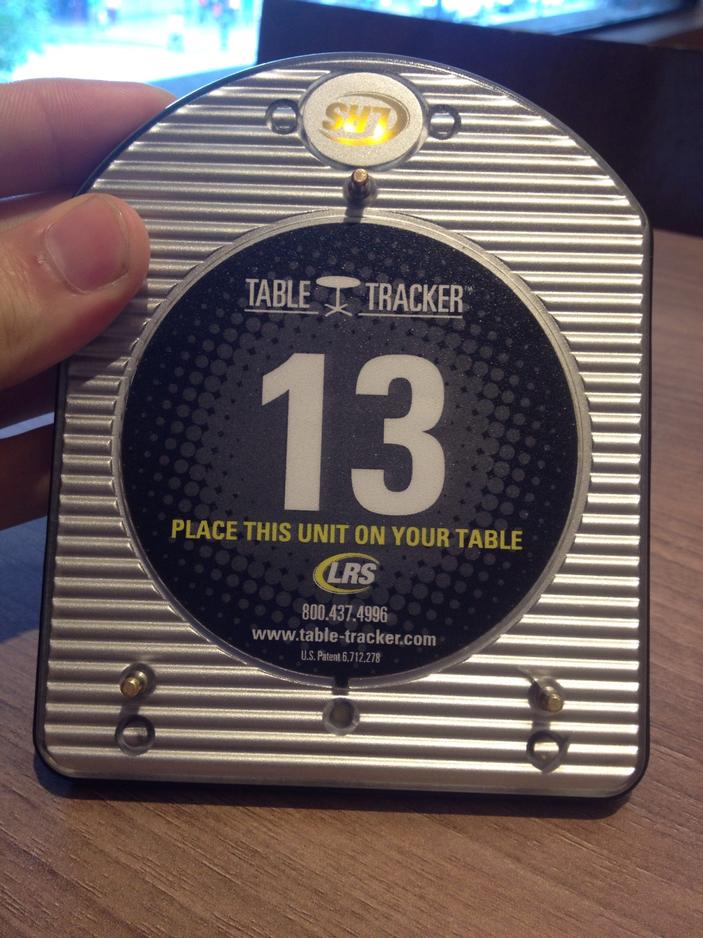 LRS
TABLE TRACKER™
13
PLACE THIS UNIT ON YOUR TABLE
LRS
800.437.4996
www.table-tracker.com
U.S. Patent 6,712,278